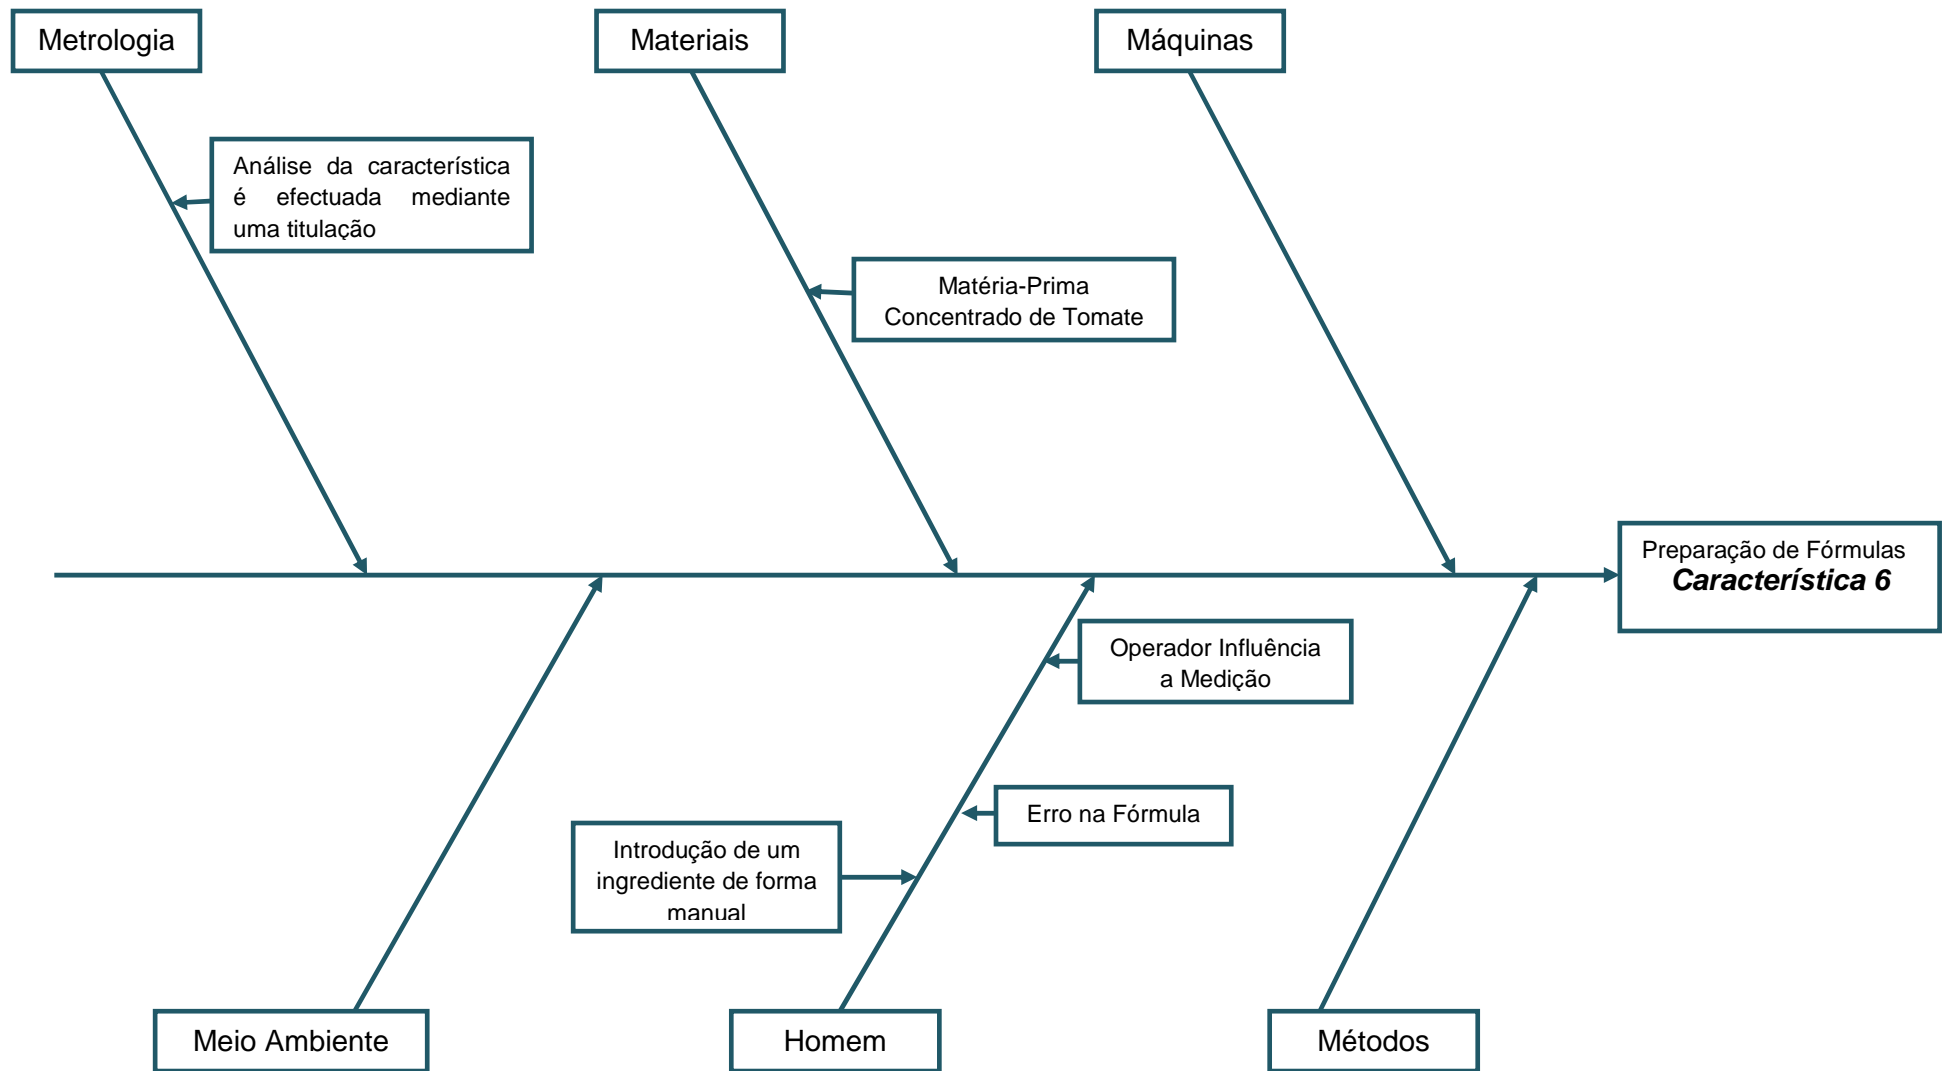 Metrologia
Materiais
Máquinas
Análise da característica
é efectuada mediante
uma titulação
Matéria-Prima
Concentrado de Tomate
Preparação de Fórmulas
Característica 6
Operador Influência
a Medição
Erro na Fórmula
Introdução de um
ingrediente de forma
manual
Meio Ambiente
Homem
Métodos